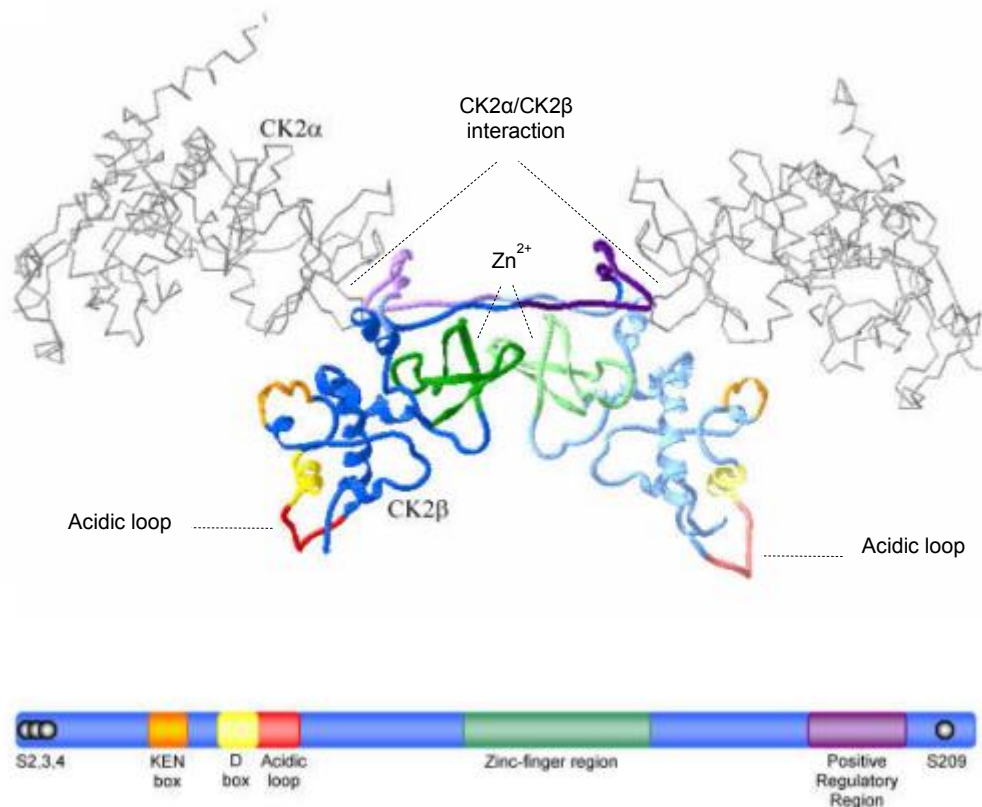 CK2α
CK2α/CK2β
interaction
Zn2+
CK2β
Acidic loop
Acidic loop
S2,3,4
KEN
box
D
box
Acidic
loop
Zinc-finger region
Positive
Regulatory
Region
S209